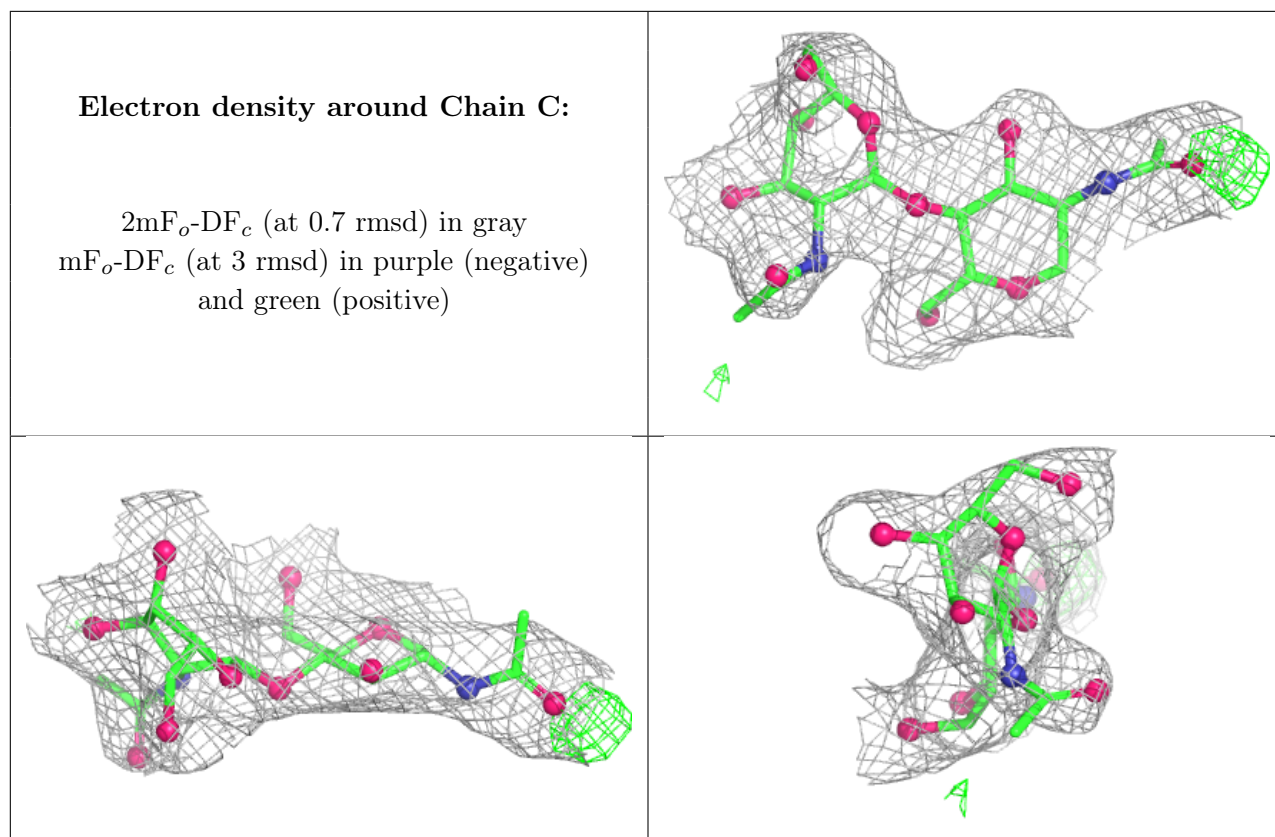 Electron density around Chain C:
2mFo-DFc (at 0.7 rmsd) in gray
mFo-DFc (at 3 rmsd) in purple (negative)
and green (positive)